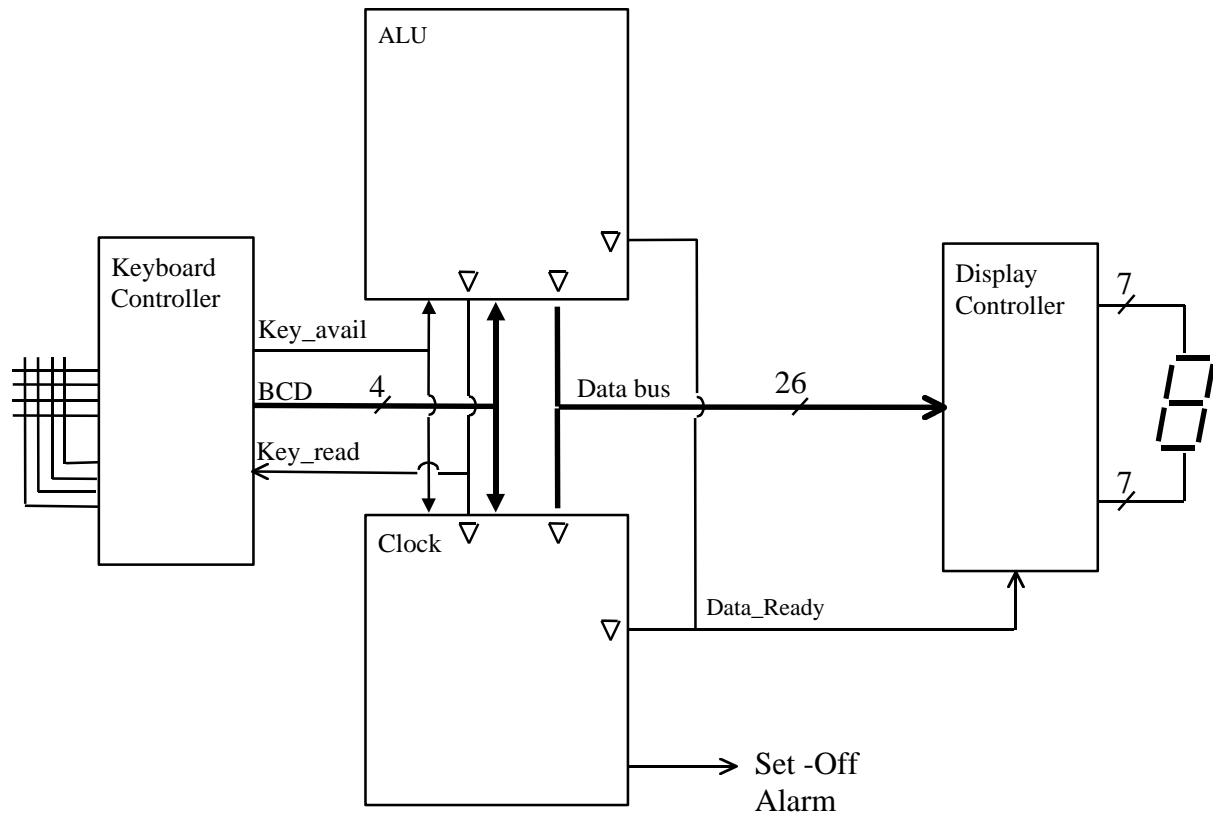 ALU
Keyboard
Controller
Key_avail
BCD
4
Key_read
Data bus
26
Display
Controller
7
7
Clock
Data_Ready
Set -Off
Alarm